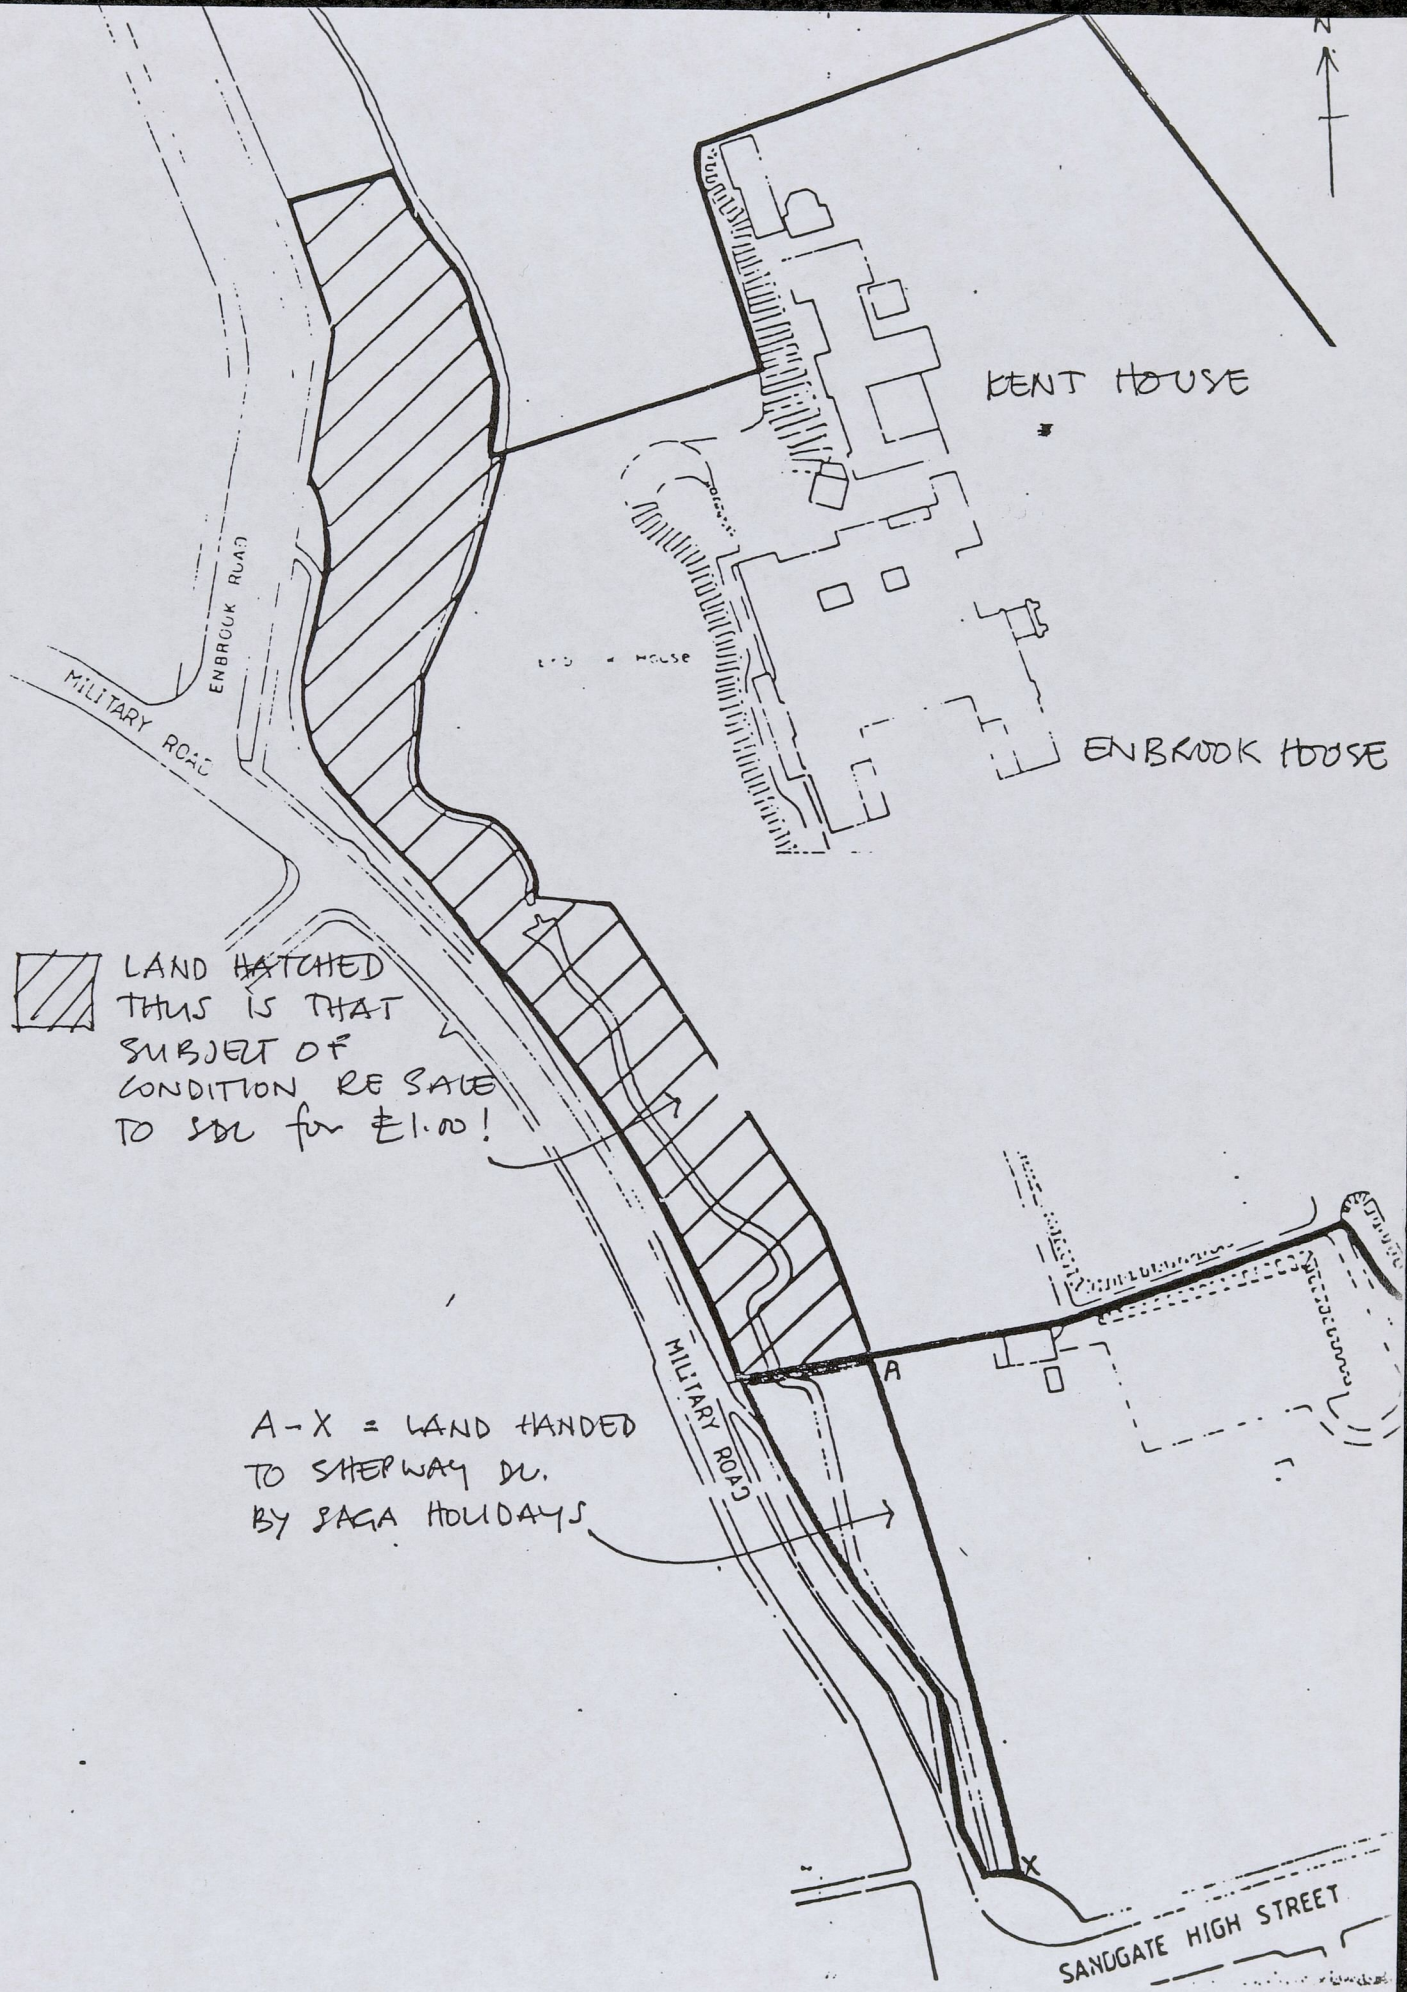 N
KENT HOUSE
ENBROOK ROAD
MILITARY ROAD
HOUSE
ENBROOK HOUSE
LAND HATCHED
THUS IS THAT
SUBJECT OF
CONDITION RE SALE
TO SDC for £1.00!
A
MILITARY ROAD
A-X = LAND HANDED
TO SHEPWAY DC.
BY SAGA HOLIDAYS
X
SANDGATE HIGH STREET